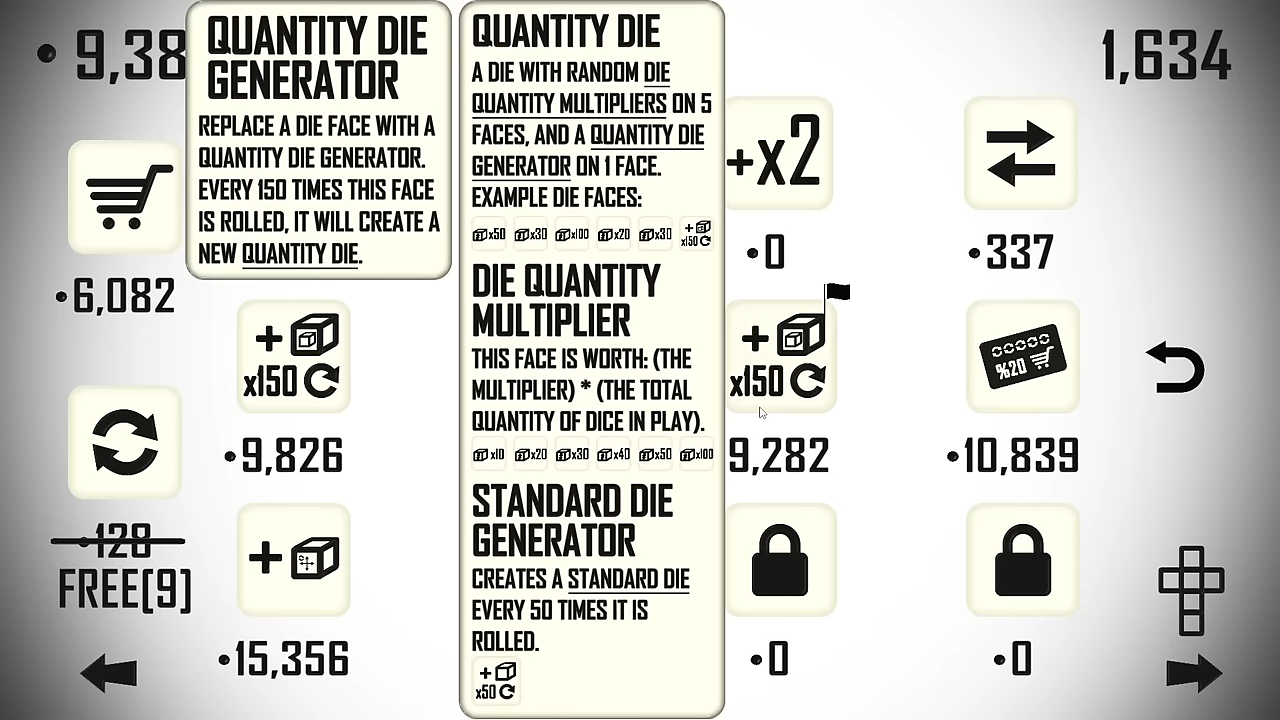 9,38
QUANTITY DIE
GENERATOR
REPLACE A DIE FACE WITH A
QUANTITY DIE GENERATOR.
EVERY 150 TIMES THIS FACE
IS ROLLED, IT WILL CREATE A
NEW QUANTITY DIE.
QUANTITY DIE
A DIE WITH RANDOM DIE
QUANTITY MULTIPLIERS ON 5
FACES, AND A QUANTITY DIE
GENERATOR ON 1 FACE.
EXAMPLE DIE FACES:
x50 x30 x100 x20 x30 + x150
DIE QUANTITY
MULTIPLIER
THIS FACE IS WORTH: (THE
MULTIPLIER) * (THE TOTAL
QUANTITY OF DICE IN PLAY).
x10 x20 x30 x40 x50 x100
STANDARD DIE
GENERATOR
CREATES A STANDARD DIE
EVERY 50 TIMES IT IS
ROLLED.
+
x50
1,634
+x2
0
337
6,082
+
x150
9,826
+
x150
9,282
%20
10,839
128
FREE[9]
+
15,356
0
0